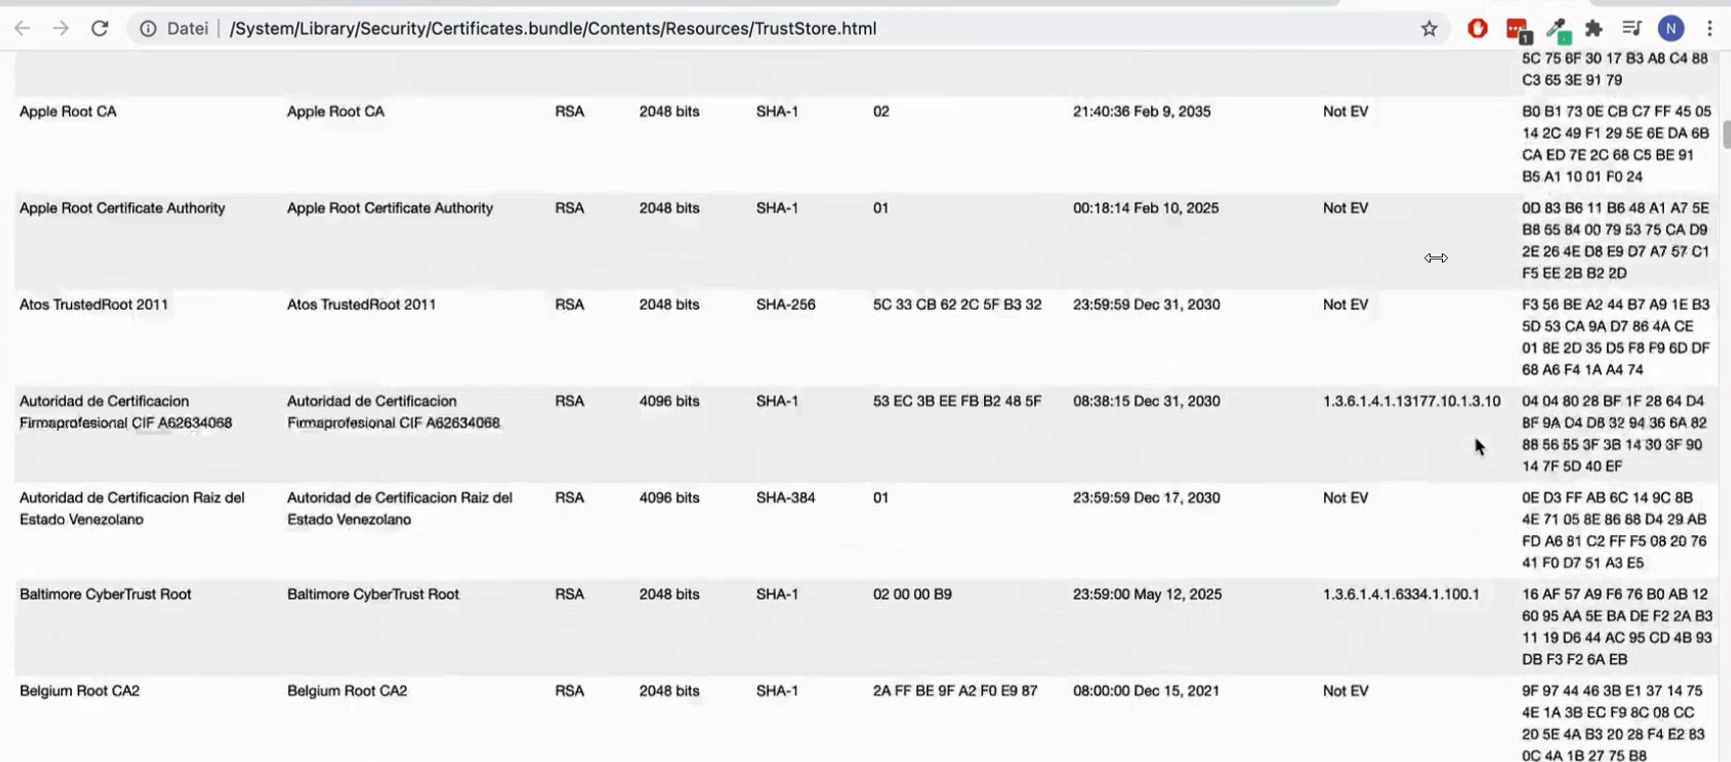 Datei /System/Library/Security/Certificates.bundle/Contents/Resources/TrustStore.html
1
N
5C 75 6F 30 17 B3 A8 C4 88
C3 65 3E 91 79
Apple Root CA Apple Root CA RSA 2048 bits SHA-1 02 21:40:36 Feb 9, 2035 Not EV B0 B1 73 0E CB C7 FF 45 05
14 2C 49 F1 29 5E 6E DA 6B
CA ED 7E 2C 68 C5 BE 91
B5 A1 10 01 F0 24
Apple Root Certificate Authority Apple Root Certificate Authority RSA 2048 bits SHA-1 01 00:18:14 Feb 10, 2025 Not EV 0D 83 B6 11 B6 48 A1 A7 5E
B8 55 84 00 79 53 75 CA D9
2E 26 4E D8 E9 D7 A7 57 C1
F5 EE 2B B2 2D
Atos TrustedRoot 2011 Atos TrustedRoot 2011 RSA 2048 bits SHA-256 5C 33 CB 62 2C 5F B3 32 23:59:59 Dec 31, 2030 Not EV F3 56 BE A2 44 B7 A9 1E B3
5D 53 CA 9A D7 86 4A CE
01 8E 2D 35 D5 F8 F9 6D DF
68 A6 F4 1A A4 74
Autoridad de Certificacion Autoridad de Certificacion RSA 4096 bits SHA-1 53 EC 3B EE FB B2 48 5F 08:38:15 Dec 31, 2030 1.3.6.1.4.1.13177.10.1.3.10 04 04 80 28 BF 1F 28 64 D4
Firmaprofesional CIF A62634068 Firmaprofesional CIF A62634068 8F 9A D4 D8 32 94 36 6A 82
88 56 55 3F 3B 14 30 3F 90
14 7F 5D 40 EF
Autoridad de Certificacion Raiz del Autoridad de Certificacion Raiz del RSA 4096 bits SHA-384 01 23:59:59 Dec 17, 2030 Not EV 0E D3 FF AB 6C 14 9C 8B
Estado Venezolano Estado Venezolano 4E 71 05 8E 86 68 D4 29 AB
FD A6 81 C2 FF F5 08 20 76
41 F0 D7 51 A3 E5
Baltimore CyberTrust Root Baltimore CyberTrust Root RSA 2048 bits SHA-1 02 00 00 B9 23:59:00 May 12, 2025 1.3.6.1.4.1.6334.1.100.1 16 AF 57 A9 F6 76 B0 AB 12
60 95 AA 5E BA DE F2 2A B3
11 19 D6 44 AC 95 CD 4B 93
DB F3 F2 6A EB
Belgium Root CA2 Belgium Root CA2 RSA 2048 bits SHA-1 2A FF BE 9F A2 F0 E9 87 08:00:00 Dec 15, 2021 Not EV 9F 97 44 46 3B E1 37 14 75
4E 1A 3B EC F9 8C 08 CC
20 5E 4A B3 20 28 F4 E2 83
0C 4A 1B 27 75 B8